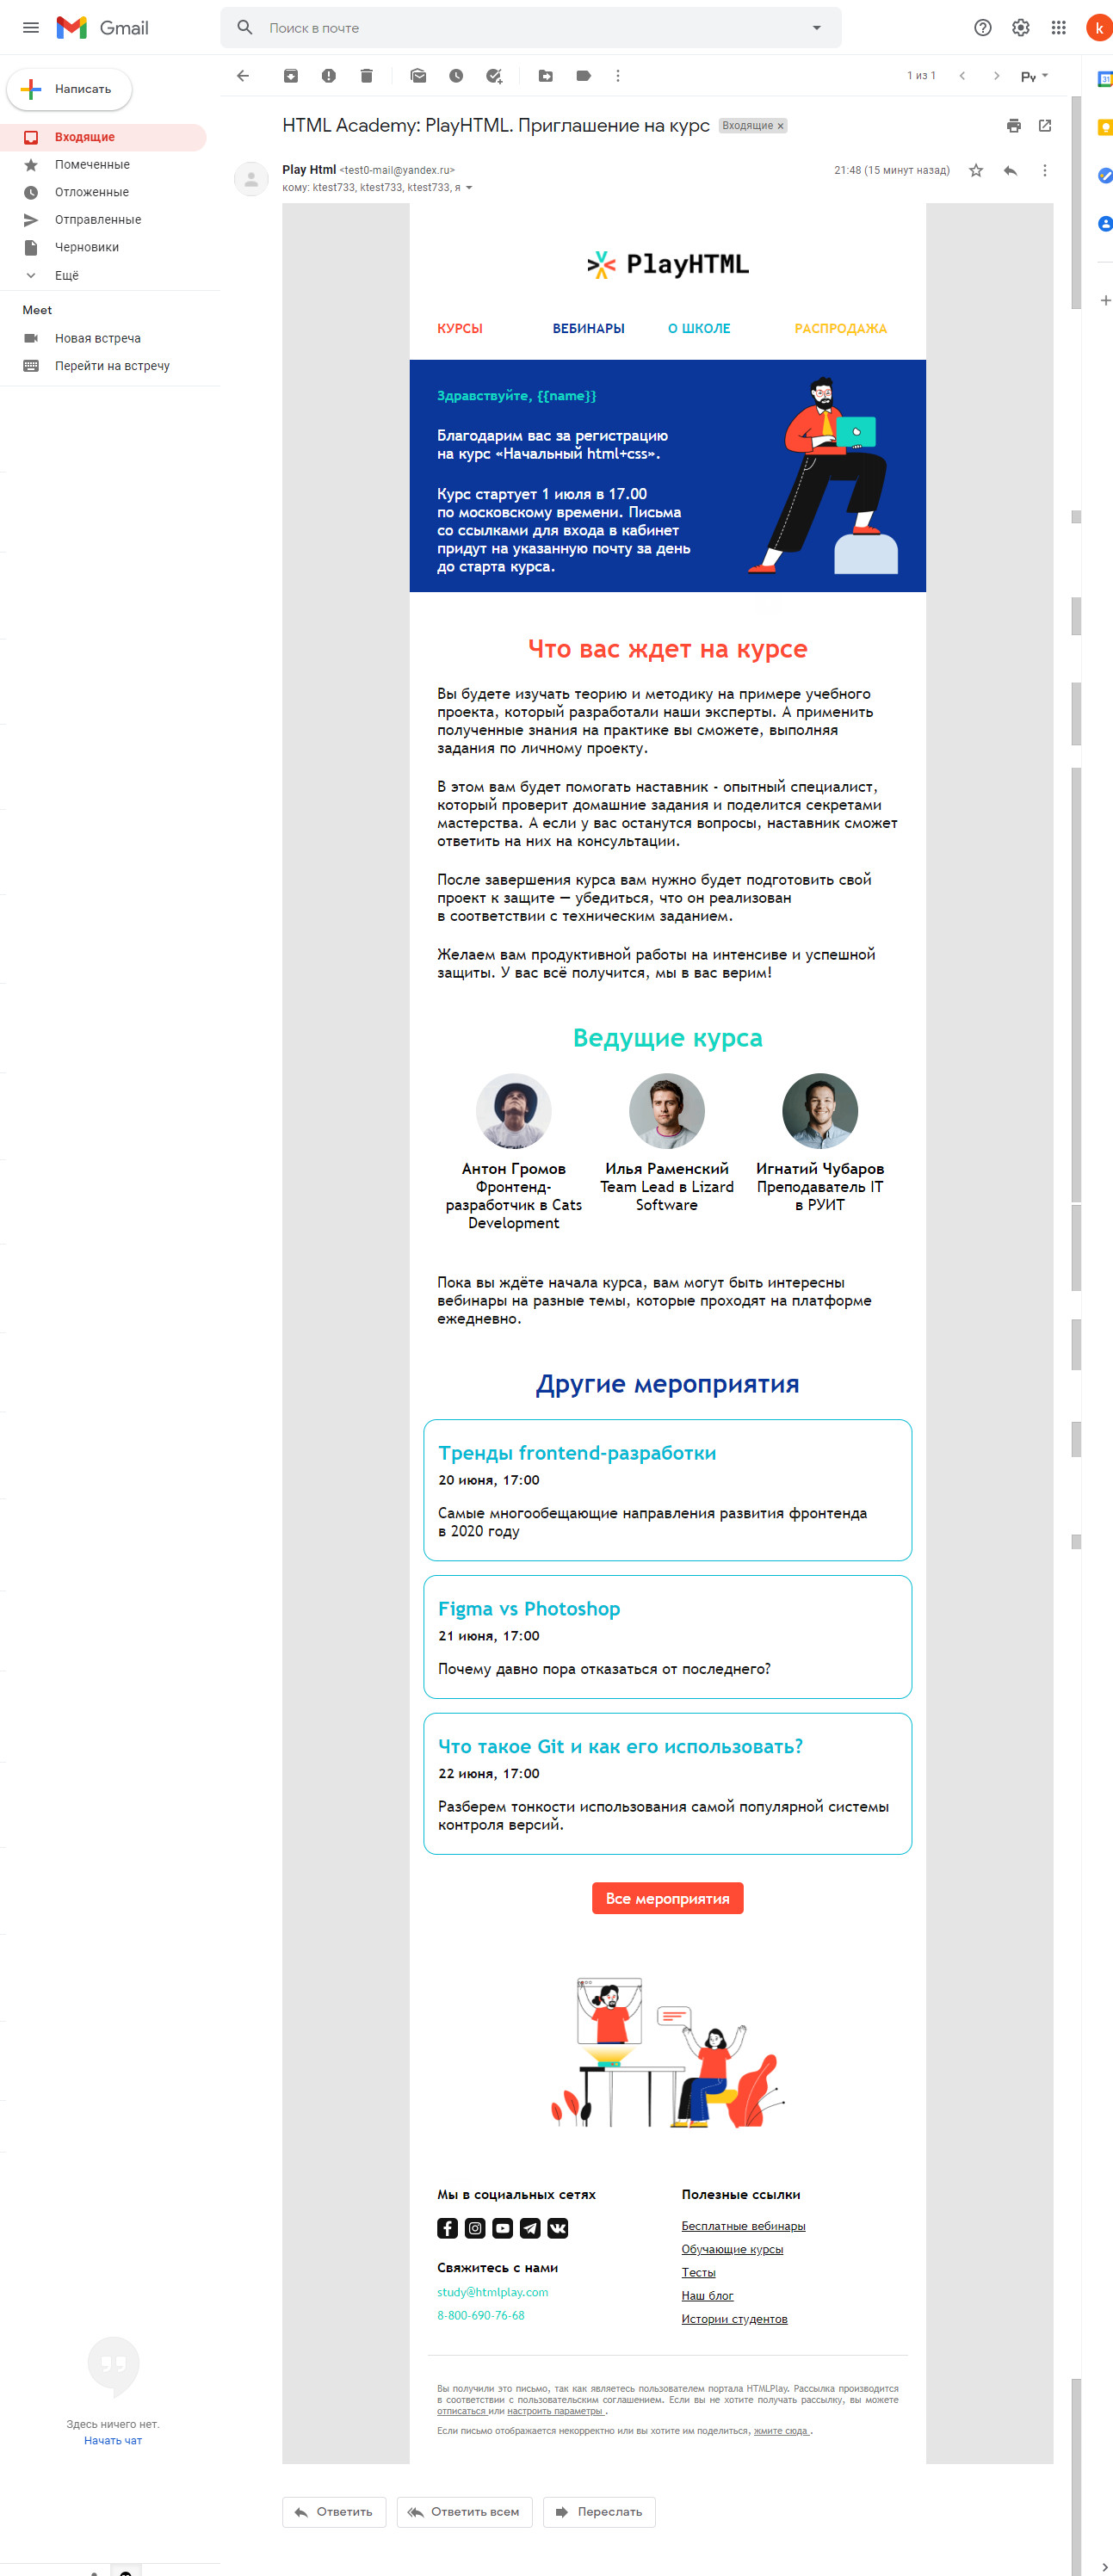 Gmail
Поиск в почте
k
Написать
1 из 1
Ру
Входящие
Помеченные
Отложенные
Отправленные
Черновики
Ещё
Meet
Новая встреча
Перейти на встречу
HTML Academy: PlayHTML. Приглашение на курс
Входящие ×
Play Html <test0-mail@yandex.ru>
21:48 (15 минут назад)
кому: ktest733, ktest733, ktest733, я
31
PlayHTML
КУРСЫ ВЕБИНАРЫ О ШКОЛЕ РАСПРОДАЖА
Здравствуйте, {{name}}
Благодарим вас за регистрацию
на курс «Начальный html+css».
Курс стартует 1 июля в 17.00
по московскому времени. Письма
со ссылками для входа в кабинет
придут на указанную почту за день
до старта курса.
Что вас ждет на курсе
Вы будете изучать теорию и методику на примере учебного
проекта, который разработали наши эксперты. А применить
полученные знания на практике вы сможете, выполняя
задания по личному проекту.
В этом вам будет помогать наставник - опытный специалист,
который проверит домашние задания и поделится секретами
мастерства. А если у вас останутся вопросы, наставник сможет
ответить на них на консультации.
После завершения курса вам нужно будет подготовить свой
проект к защите — убедиться, что он реализован
в соответствии с техническим заданием.
Желаем вам продуктивной работы на интенсиве и успешной
защиты. У вас всё получится, мы в вас верим!
Ведущие курса
Антон Громов
Фронтенд-
разработчик в Cats
Development
Илья Раменский
Team Lead в Lizard
Software
Игнатий Чубаров
Преподаватель IT
в РУИТ
Пока вы ждёте начала курса, вам могут быть интересны
вебинары на разные темы, которые проходят на платформе
ежедневно.
Другие мероприятия
Тренды frontend-разработки
20 июня, 17:00
Самые многообещающие направления развития фронтенда
в 2020 году
Figma vs Photoshop
21 июня, 17:00
Почему давно пора отказаться от последнего?
Что такое Git и как его использовать?
22 июня, 17:00
Разберем тонкости использования самой популярной системы
контроля версий.
Все мероприятия
Мы в социальных сетях
Свяжитесь с нами
study@htmlplay.com
8-800-690-76-68
Полезные ссылки
Бесплатные вебинары
Обучающие курсы
Тесты
Наш блог
Истории студентов
Вы получили это письмо, так как являетесь пользователем портала HTMLPlay. Рассылка производится
в соответствии с пользовательским соглашением. Если вы не хотите получать рассылку, вы можете
отписаться или настроить параметры .
Если письмо отображается некорректно или вы хотите им поделиться, жмите сюда .
Здесь ничего нет.
Начать чат
Ответить
Ответить всем
Переслать